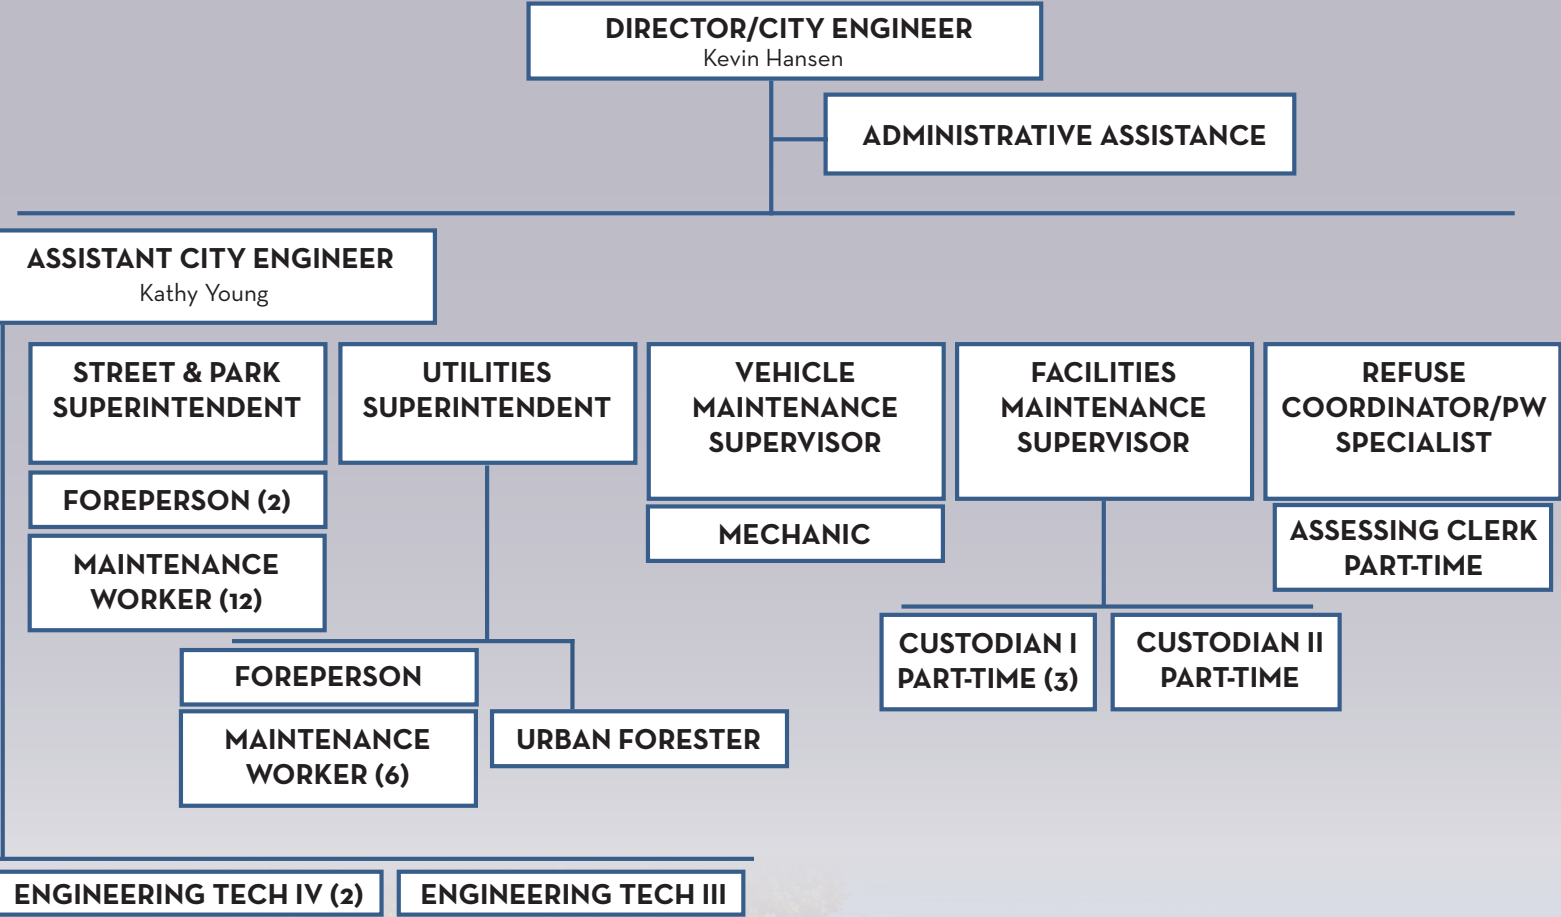 DIRECTOR/CITY ENGINEER
Kevin Hansen
ADMINISTRATIVE ASSISTANCE
ASSISTANT CITY ENGINEER
Kathy Young
STREET & PARK
SUPERINTENDENT
UTILITIES
SUPERINTENDENT
VEHICLE
MAINTENANCE
SUPERVISOR
FACILITIES
MAINTENANCE
SUPERVISOR
REFUSE
COORDINATOR/PW
SPECIALIST
FOREPERSON (2)
MAINTENANCE
WORKER (12)
MECHANIC
ASSESSING CLERK
PART-TIME
FOREPERSON
MAINTENANCE
WORKER (6)
URBAN FORESTER
CUSTODIAN I
PART-TIME (3)
CUSTODIAN II
PART-TIME
ENGINEERING TECH IV (2)
ENGINEERING TECH III